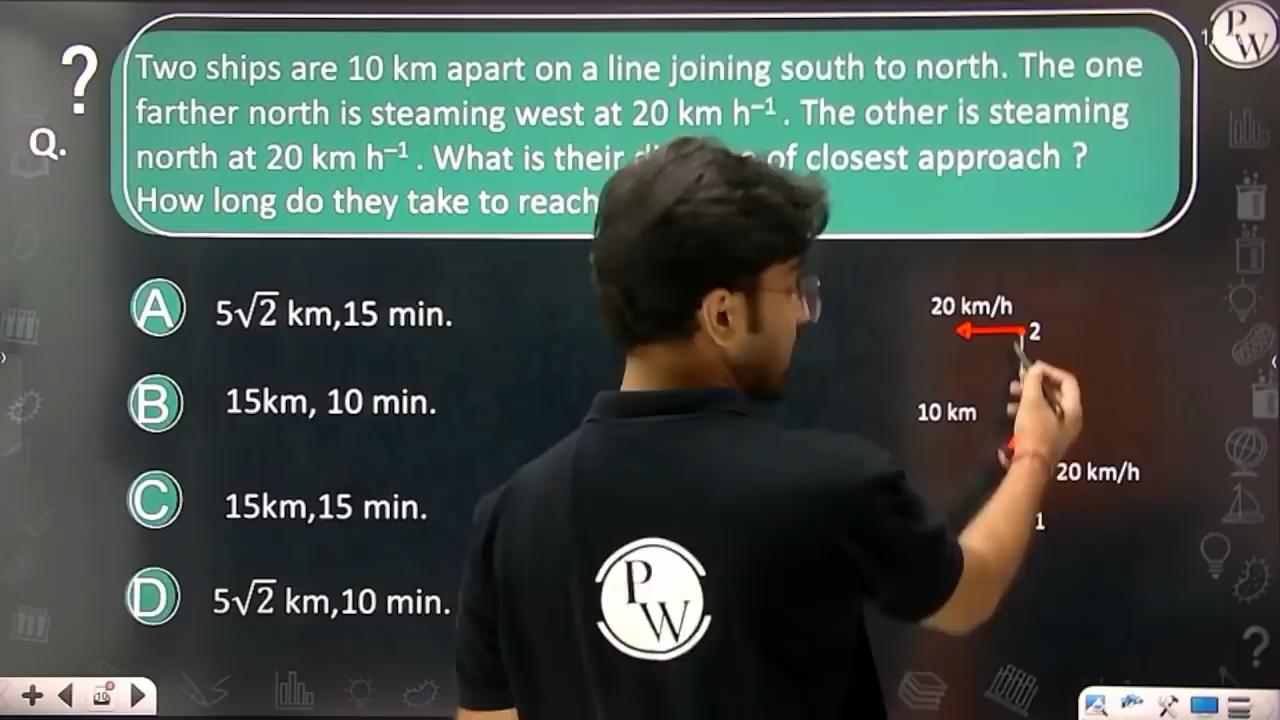 ?
Q.
Two ships are 10 km apart on a line joining south to north. The one
farther north is steaming west at 20 km h⁻¹. The other is steaming
north at 20 km h⁻¹. What is their of closest approach ?
How long do they take to reach
A 5√2 km,15 min.
B 15km, 10 min.
C 15km,15 min.
D 5√2 km,10 min.
20 km/h
2
10 km
20 km/h
1
P W
P W